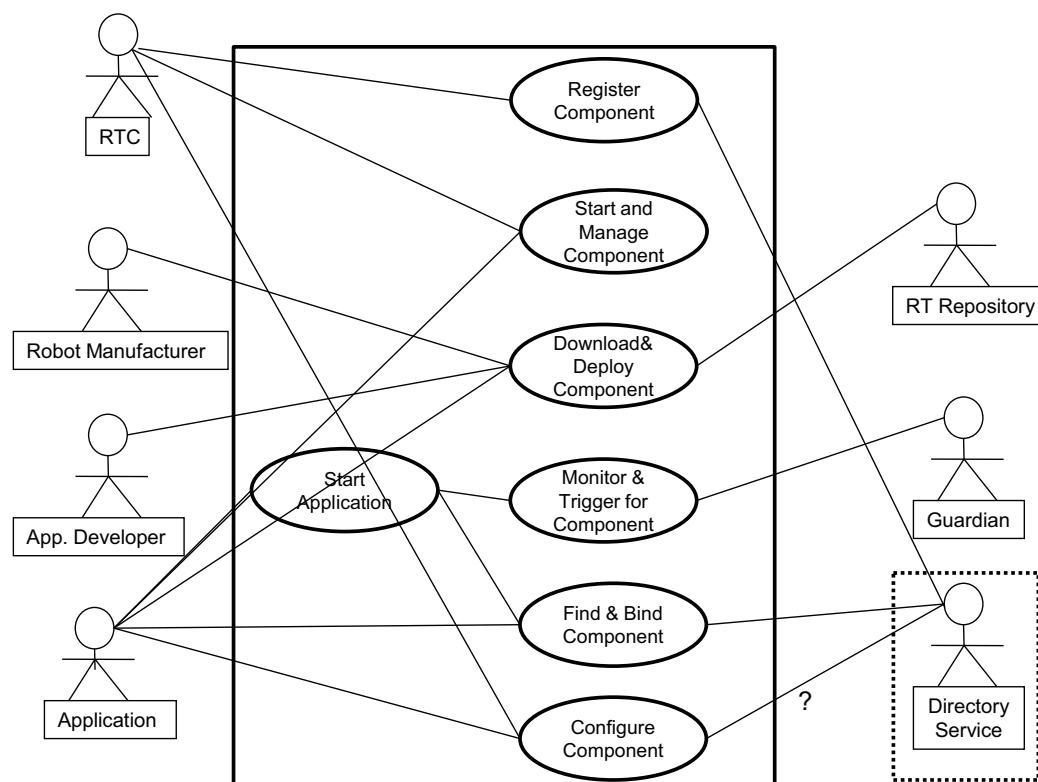 RTC
Register
Component
Start and
Manage
Component
Robot Manufacturer
RT Repository
Download&
Deploy
Component
App. Developer
Start
Application
Monitor &
Trigger for
Component
Guardian
Application
Find & Bind
Component
Directory
Service
?
Configure
Component